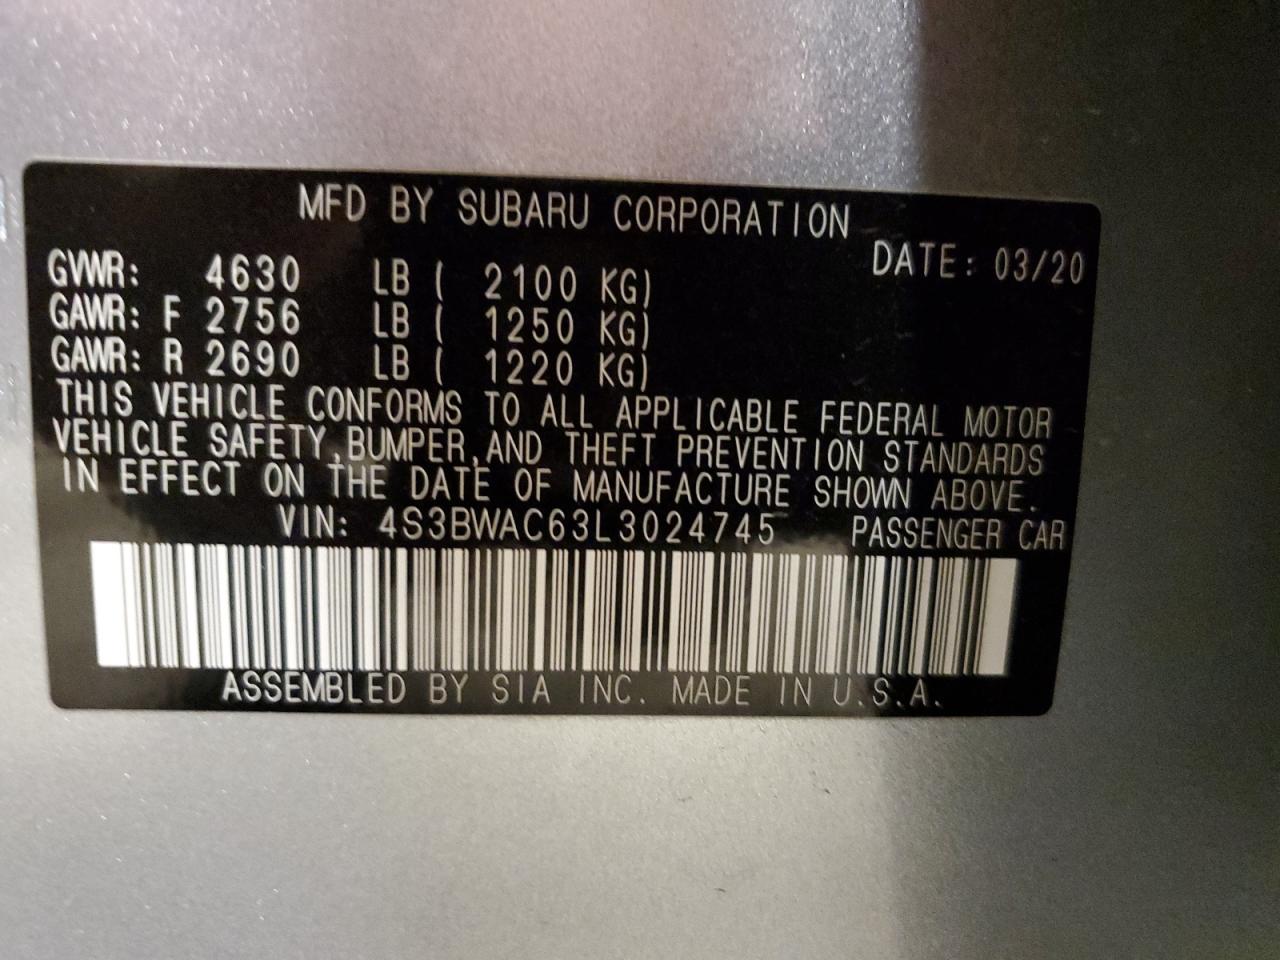 MFD BY SUBARU CORPORATION
DATE: 03/20
GVWR: 4630 LB ( 2100 KG)
GAWR: F 2756 LB ( 1250 KG)
GAWR: R 2690 LB ( 1220 KG)
THIS VEHICLE CONFORMS TO ALL APPLICABLE FEDERAL MOTOR
VEHICLE SAFETY,BUMPER,AND THEFT PREVENTION STANDARDS
IN EFFECT ON THE DATE OF MANUFACTURE SHOWN ABOVE.
VIN: 4S3BWAC63L3024745 PASSENGER CAR
ASSEMBLED BY SIA INC. MADE IN U.S.A.